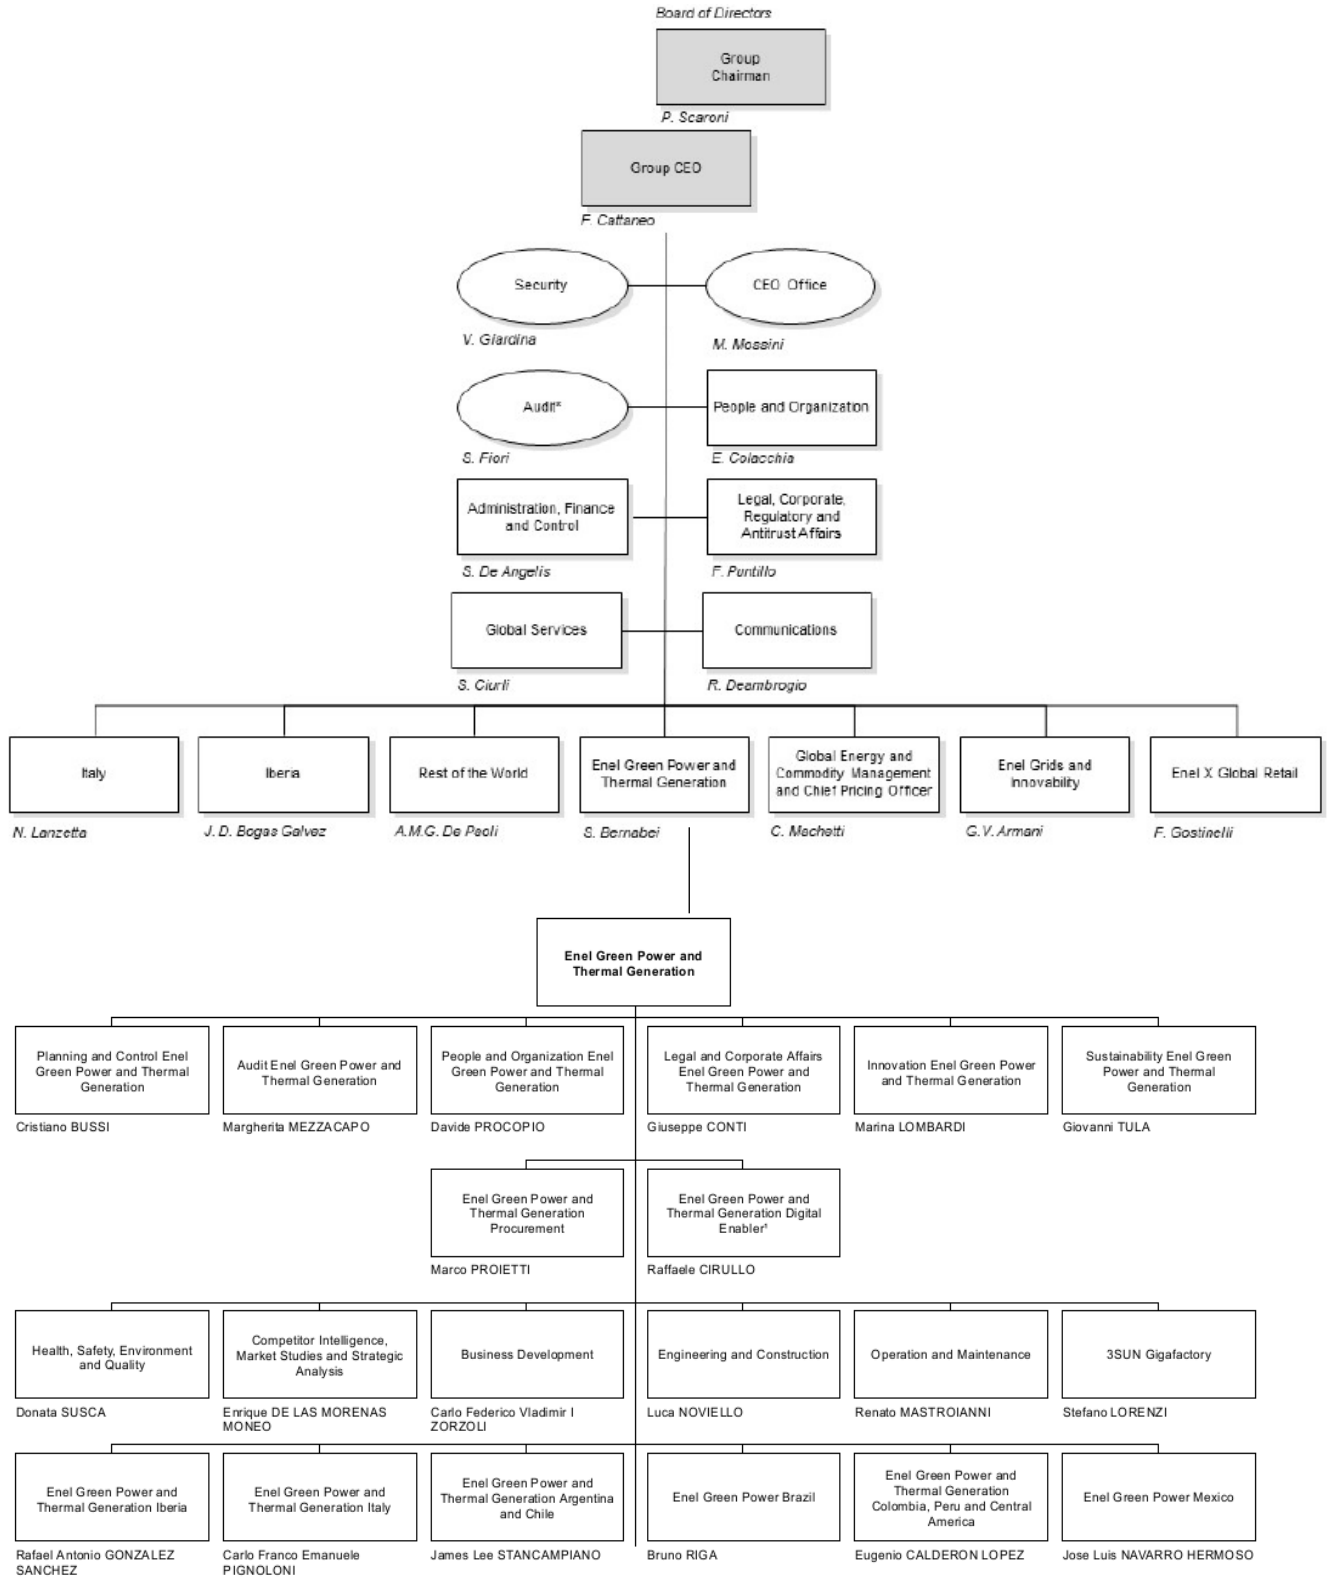 Board of Directors
Group
Chairman
P. Scaroni
Group CEO
F. Cattaneo
Security
CEO Office
V. Giardina
M. Mossini
Audit*
People and Organization
S. Fiori
E. Colacchia
Administration, Finance
and Control
Legal, Corporate,
Regulatory and
Antitrust Affairs
S. De Angelis
F. Puntillo
Global Services
Communications
S. Ciurli
R. Deambrogio
Italy
Iberia
Rest of the World
Enel Green Power and
Thermal Generation
Global Energy and
Commodity Management
and Chief Pricing Officer
Enel Grids and
Innovability
Enel X Global Retail
N. Lanzetta
J. D. Bogas Galvez
A.M.G. De Paoli
S. Bernabei
C. Machetti
G.V. Armani
F. Gostinelli
Enel Green Power and
Thermal Generation
Planning and Control Enel
Green Power and Thermal
Generation
Audit Enel Green Power and
Thermal Generation
People and Organization Enel
Green Power and Thermal
Generation
Legal and Corporate Affairs
Enel Green Power and
Thermal Generation
Innovation Enel Green Power
and Thermal Generation
Sustainability Enel Green
Power and Thermal
Generation
Cristiano BUSSI
Margherita MEZZACAPO
Davide PROCOPIO
Giuseppe CONTI
Marina LOMBARDI
Giovanni TULA
Enel Green Power and
Thermal Generation
Procurement
Enel Green Power and
Thermal Generation Digital
Enabler¹
Marco PROIETTI
Raffaele CIRULLO
Health, Safety, Environment
and Quality
Competitor Intelligence,
Market Studies and Strategic
Analysis
Business Development
Engineering and Construction
Operation and Maintenance
3SUN Gigafactory
Donata SUSCA
Enrique DE LAS MORENAS
MONEO
Carlo Federico Vladimir I
ZORZOLI
Luca NOVIELLO
Renato MASTROIANNI
Stefano LORENZI
Enel Green Power and
Thermal Generation Iberia
Enel Green Power and
Thermal Generation Italy
Enel Green Power and
Thermal Generation Argentina
and Chile
Enel Green Power Brazil
Enel Green Power and
Thermal Generation
Colombia, Peru and Central
America
Enel Green Power Mexico
Rafael Antonio GONZALEZ
SANCHEZ
Carlo Franco Emanuele
PIGNOLONI
James Lee STANCAMPIANO
Bruno RIGA
Eugenio CALDERON LOPEZ
Jose Luis NAVARRO HERMOSO